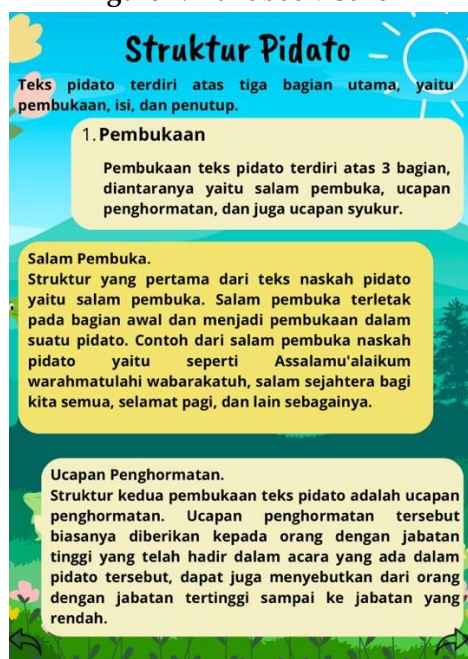 Struktur Pidato
Teks pidato terdiri atas tiga bagian utama, yaitu
pembukaan, isi, dan penutup.
1. Pembukaan
Pembukaan teks pidato terdiri atas 3 bagian,
diantaranya yaitu salam pembuka, ucapan
penghormatan, dan juga ucapan syukur.
Salam Pembuka.
Struktur yang pertama dari teks naskah pidato
yaitu salam pembuka. Salam pembuka terletak
pada bagian awal dan menjadi pembukaan dalam
suatu pidato. Contoh dari salam pembuka naskah
pidato yaitu seperti Assalamu'alaikum
warahmatulahi wabarakatuh, salam sejahtera bagi
kita semua, selamat pagi, dan lain sebagainya.
Ucapan Penghormatan.
Struktur kedua pembukaan teks pidato adalah ucapan
penghormatan. Ucapan penghormatan tersebut
biasanya diberikan kepada orang dengan jabatan
tinggi yang telah hadir dalam acara yang ada dalam
pidato tersebut, dapat juga menyebutkan dari orang
dengan jabatan tertinggi sampai ke jabatan yang
rendah.